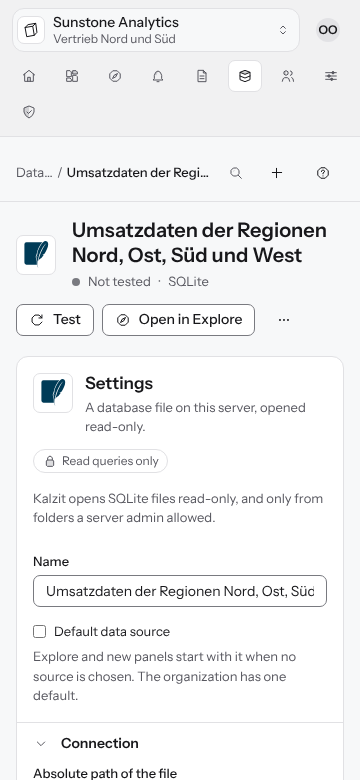 Sunstone Analytics
Vertrieb Nord und Süd
OO
Data... / Umsatzdaten der Regi...
Umsatzdaten der Regionen
Nord, Ost, Süd und West
Not tested · SQLite
Test
Open in Explore
Settings
A database file on this server, opened
read-only.
Read queries only
Kalzit opens SQLite files read-only, and only from
folders a server admin allowed.
Name
Umsatzdaten der Regionen Nord, Ost, Süd
Default data source
Explore and new panels start with it when no
source is chosen. The organization has one
default.
Connection
Absolute path of the file